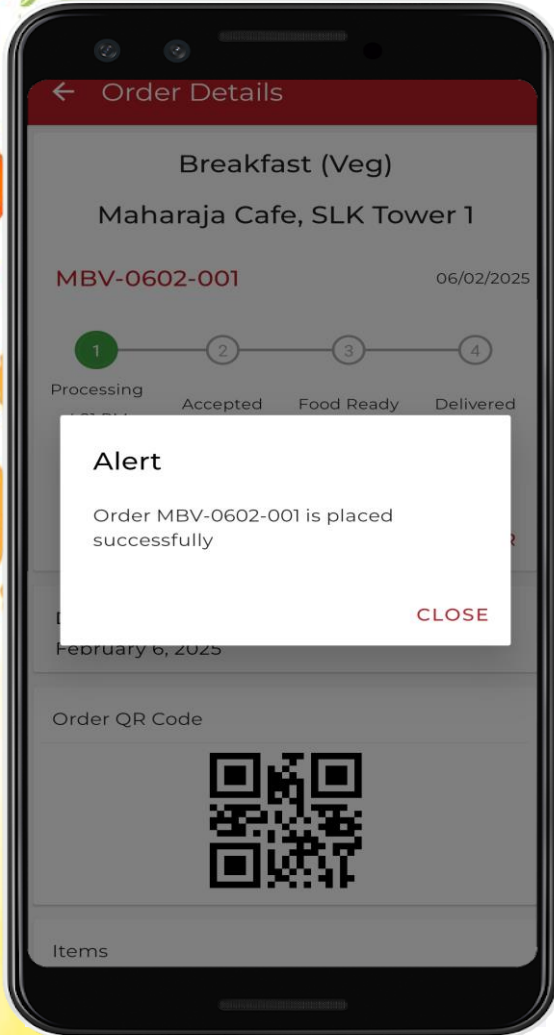 Order Details
Breakfast (Veg)
Maharaja Cafe, SLK Tower 1
MBV-0602-001 06/02/2025
1 2 3 4
Processing Accepted Food Ready Delivered
Alert
Order MBV-0602-001 is placed
successfully
CLOSE
February 6, 2025
Order QR Code
Items